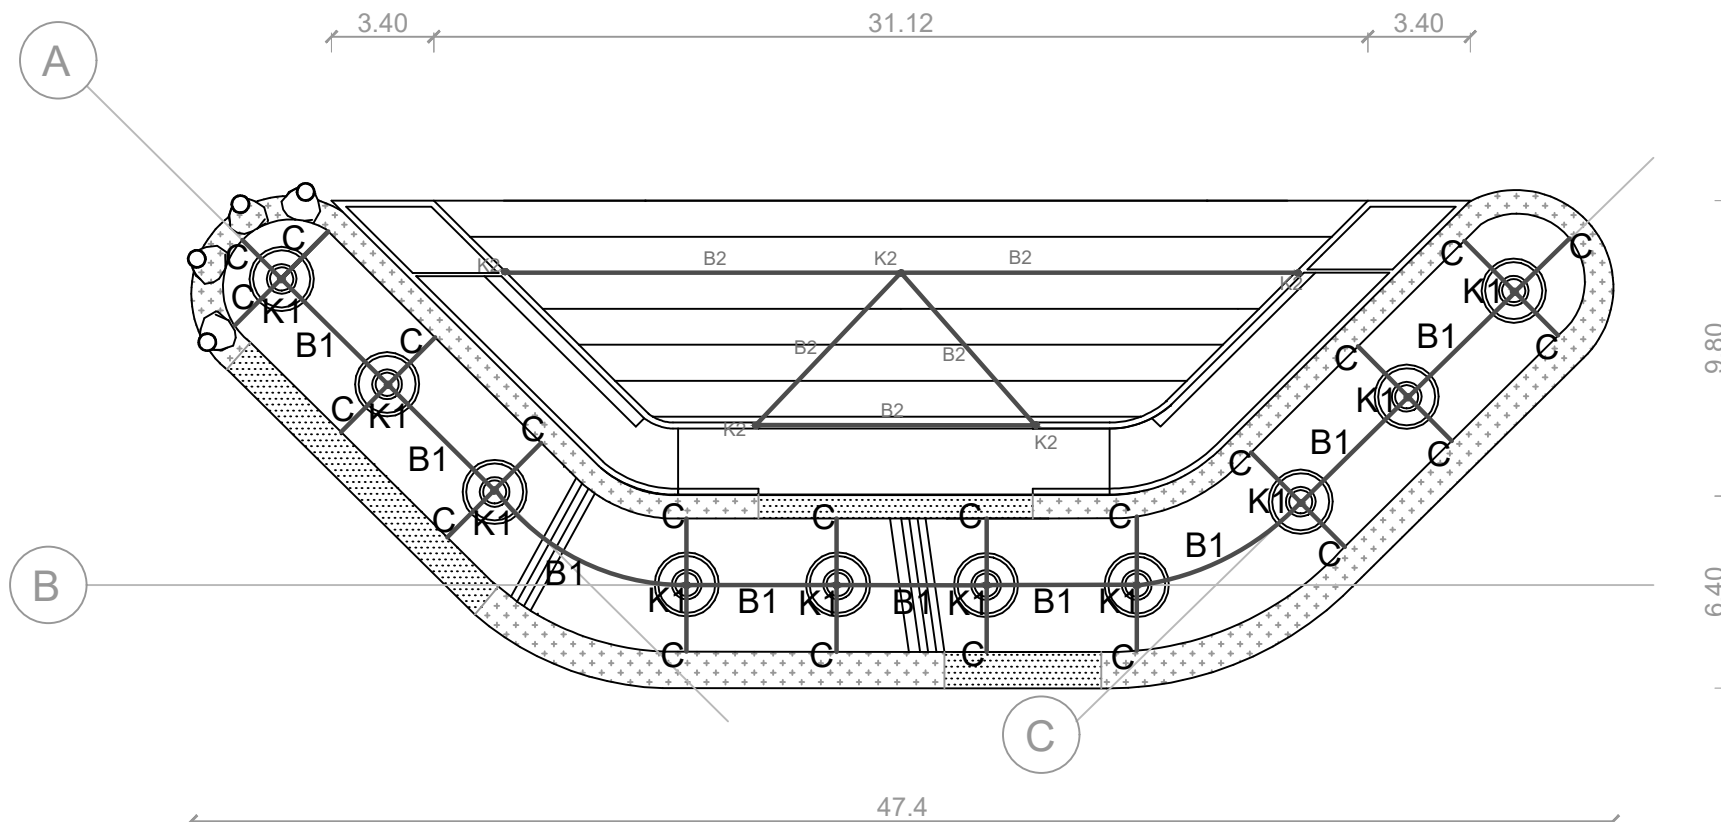 3.40 31.12 3.40
A
C C C C
C K2 B2 K2 B2 K2 K1
C K1
B1 C B2 B2 C B1 C 9.80
C K1 B2 K1
C K2 K2 B1 C
B1 C
C K1 K1
C C C C C
B1 B1 C
B K1 B1 K1 B1 K1 B1 K1 6.40
C C C C
C
47.4